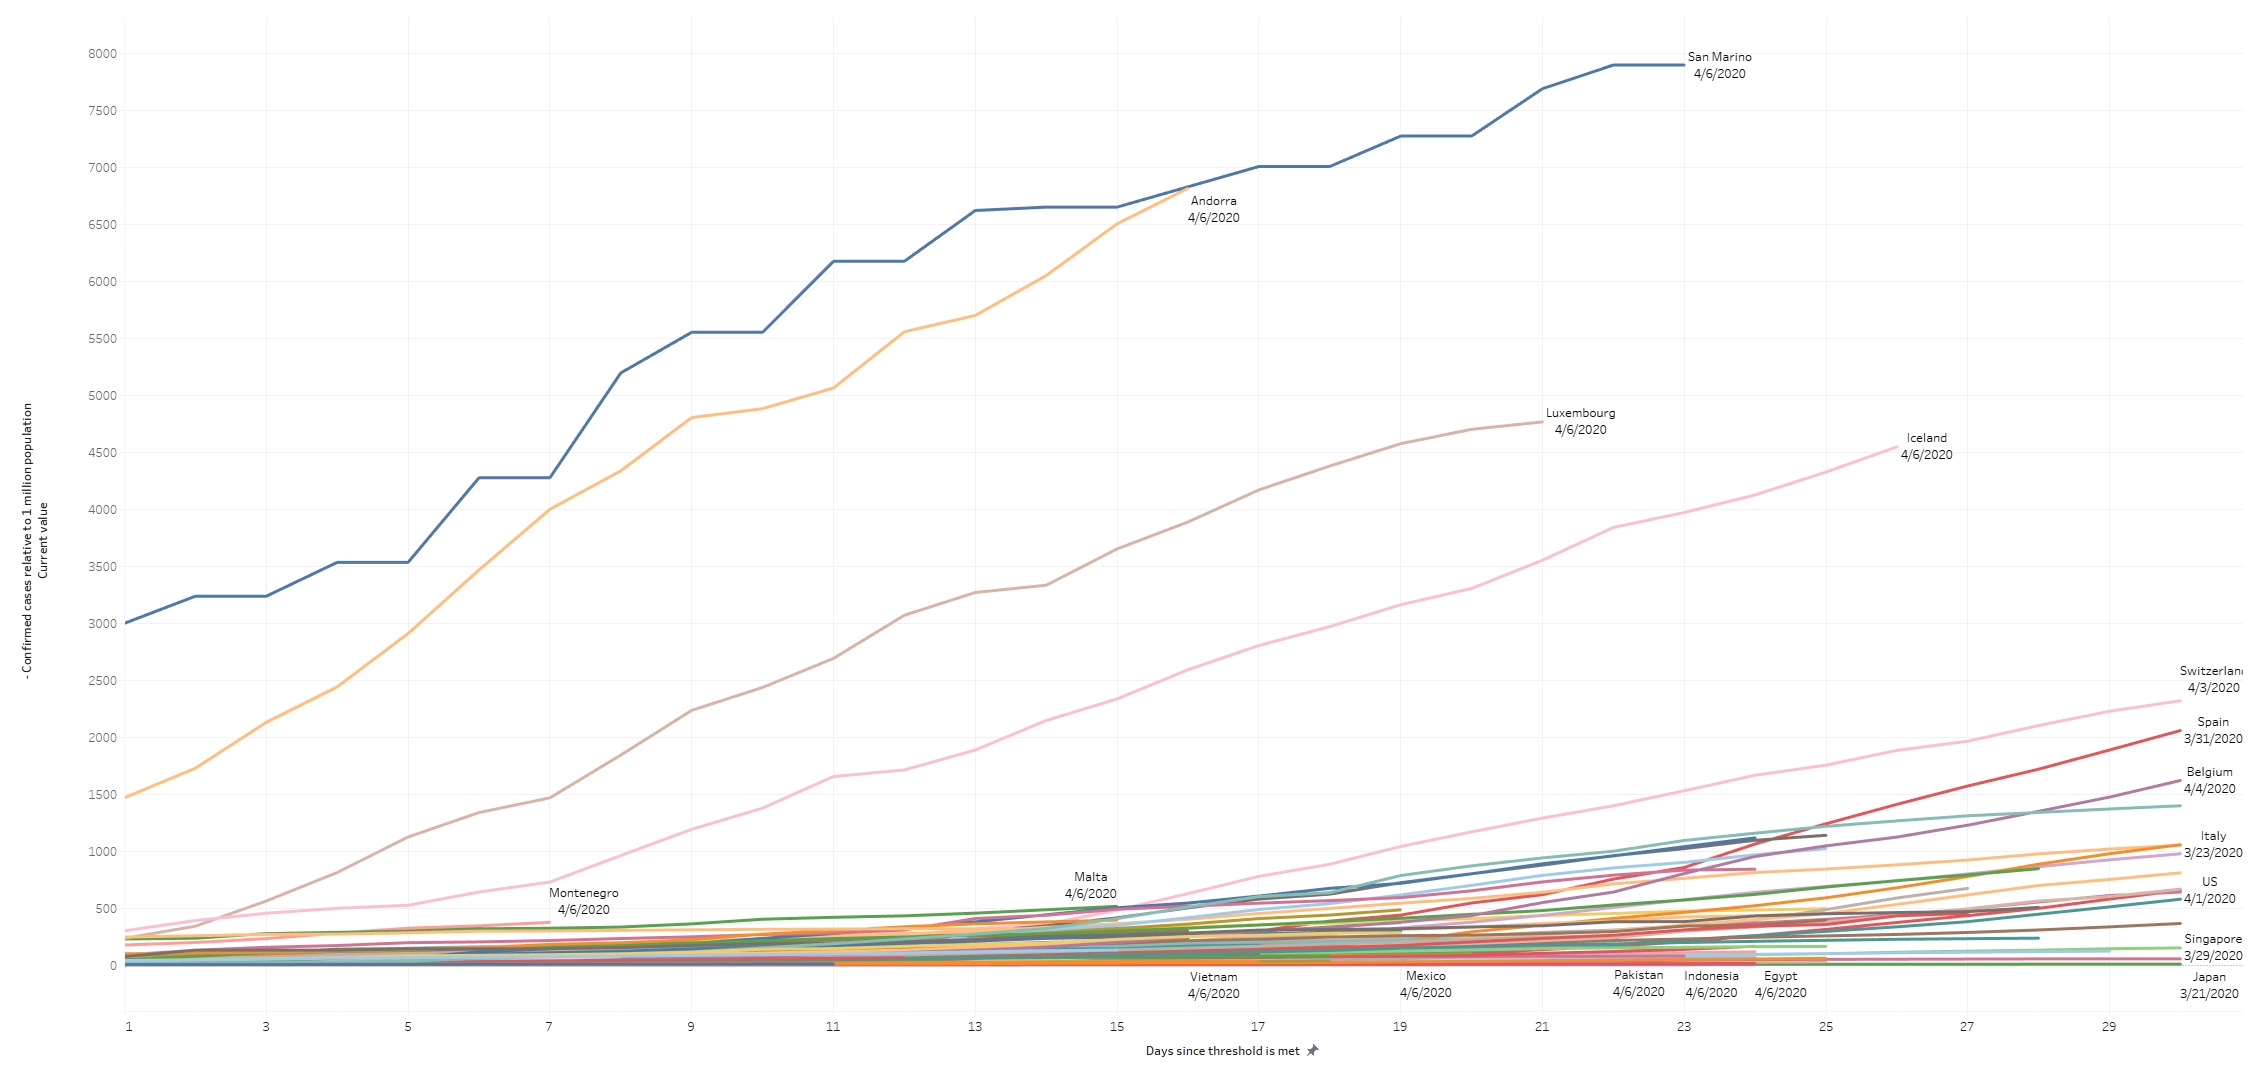 8000
7500
7000
6500
6000
5500
5000
4500
4000
3500
3000
2500
2000
1500
1000
500
0
- Confirmed cases relative to 1 million population
Current value
San Marino
4/6/2020
Andorra
4/6/2020
Luxembourg
4/6/2020
Iceland
4/6/2020
Switzerlan
4/3/2020
Spain
3/31/2020
Belgium
4/4/2020
Italy
3/23/2020
Malta
4/6/2020
Montenegro
4/6/2020
US
4/1/2020
Singapore
3/29/2020
Vietnam
4/6/2020
Mexico
4/6/2020
Pakistan
4/6/2020
Indonesia
4/6/2020
Egypt
4/6/2020
Japan
3/21/2020
1 3 5 7 9 11 13 15 17 19 21 23 25 27 29
Days since threshold is met